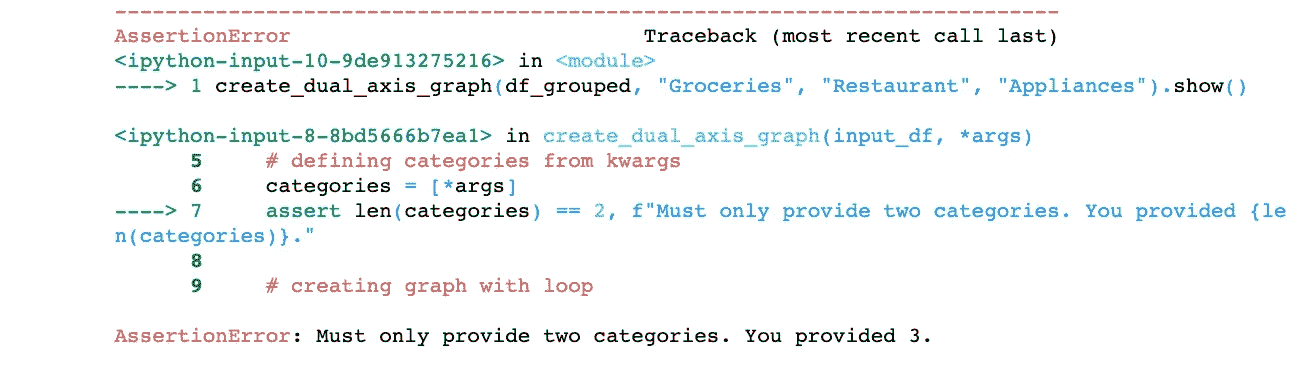 ---------------------------------------------------------------------------
AssertionError                            Traceback (most recent call last)
<ipython-input-10-9de913275216> in <module>
----> 1 create_dual_axis_graph(df_grouped, "Groceries", "Restaurant", "Appliances").show()
<ipython-input-8-8bd5666b7ea1> in create_dual_axis_graph(input_df, *args)
      5     # defining categories from kwargs
      6     categories = [*args]
----> 7     assert len(categories) == 2, f"Must only provide two categories. You provided {le
n(categories)}."
      8
      9     # creating graph with loop
AssertionError: Must only provide two categories. You provided 3.